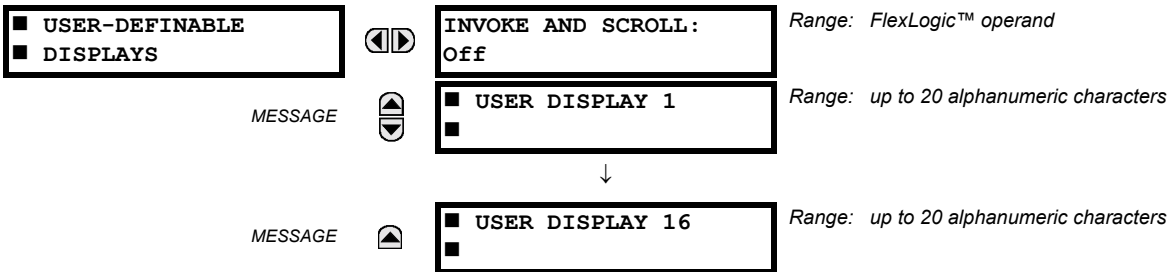 ■ USER-DEFINABLE
■ DISPLAYS
INVOKE AND SCROLL:
Off
Range: FlexLogic™ operand
MESSAGE
■ USER DISPLAY 1
■
Range: up to 20 alphanumeric characters
↓
MESSAGE
■ USER DISPLAY 16
■
Range: up to 20 alphanumeric characters